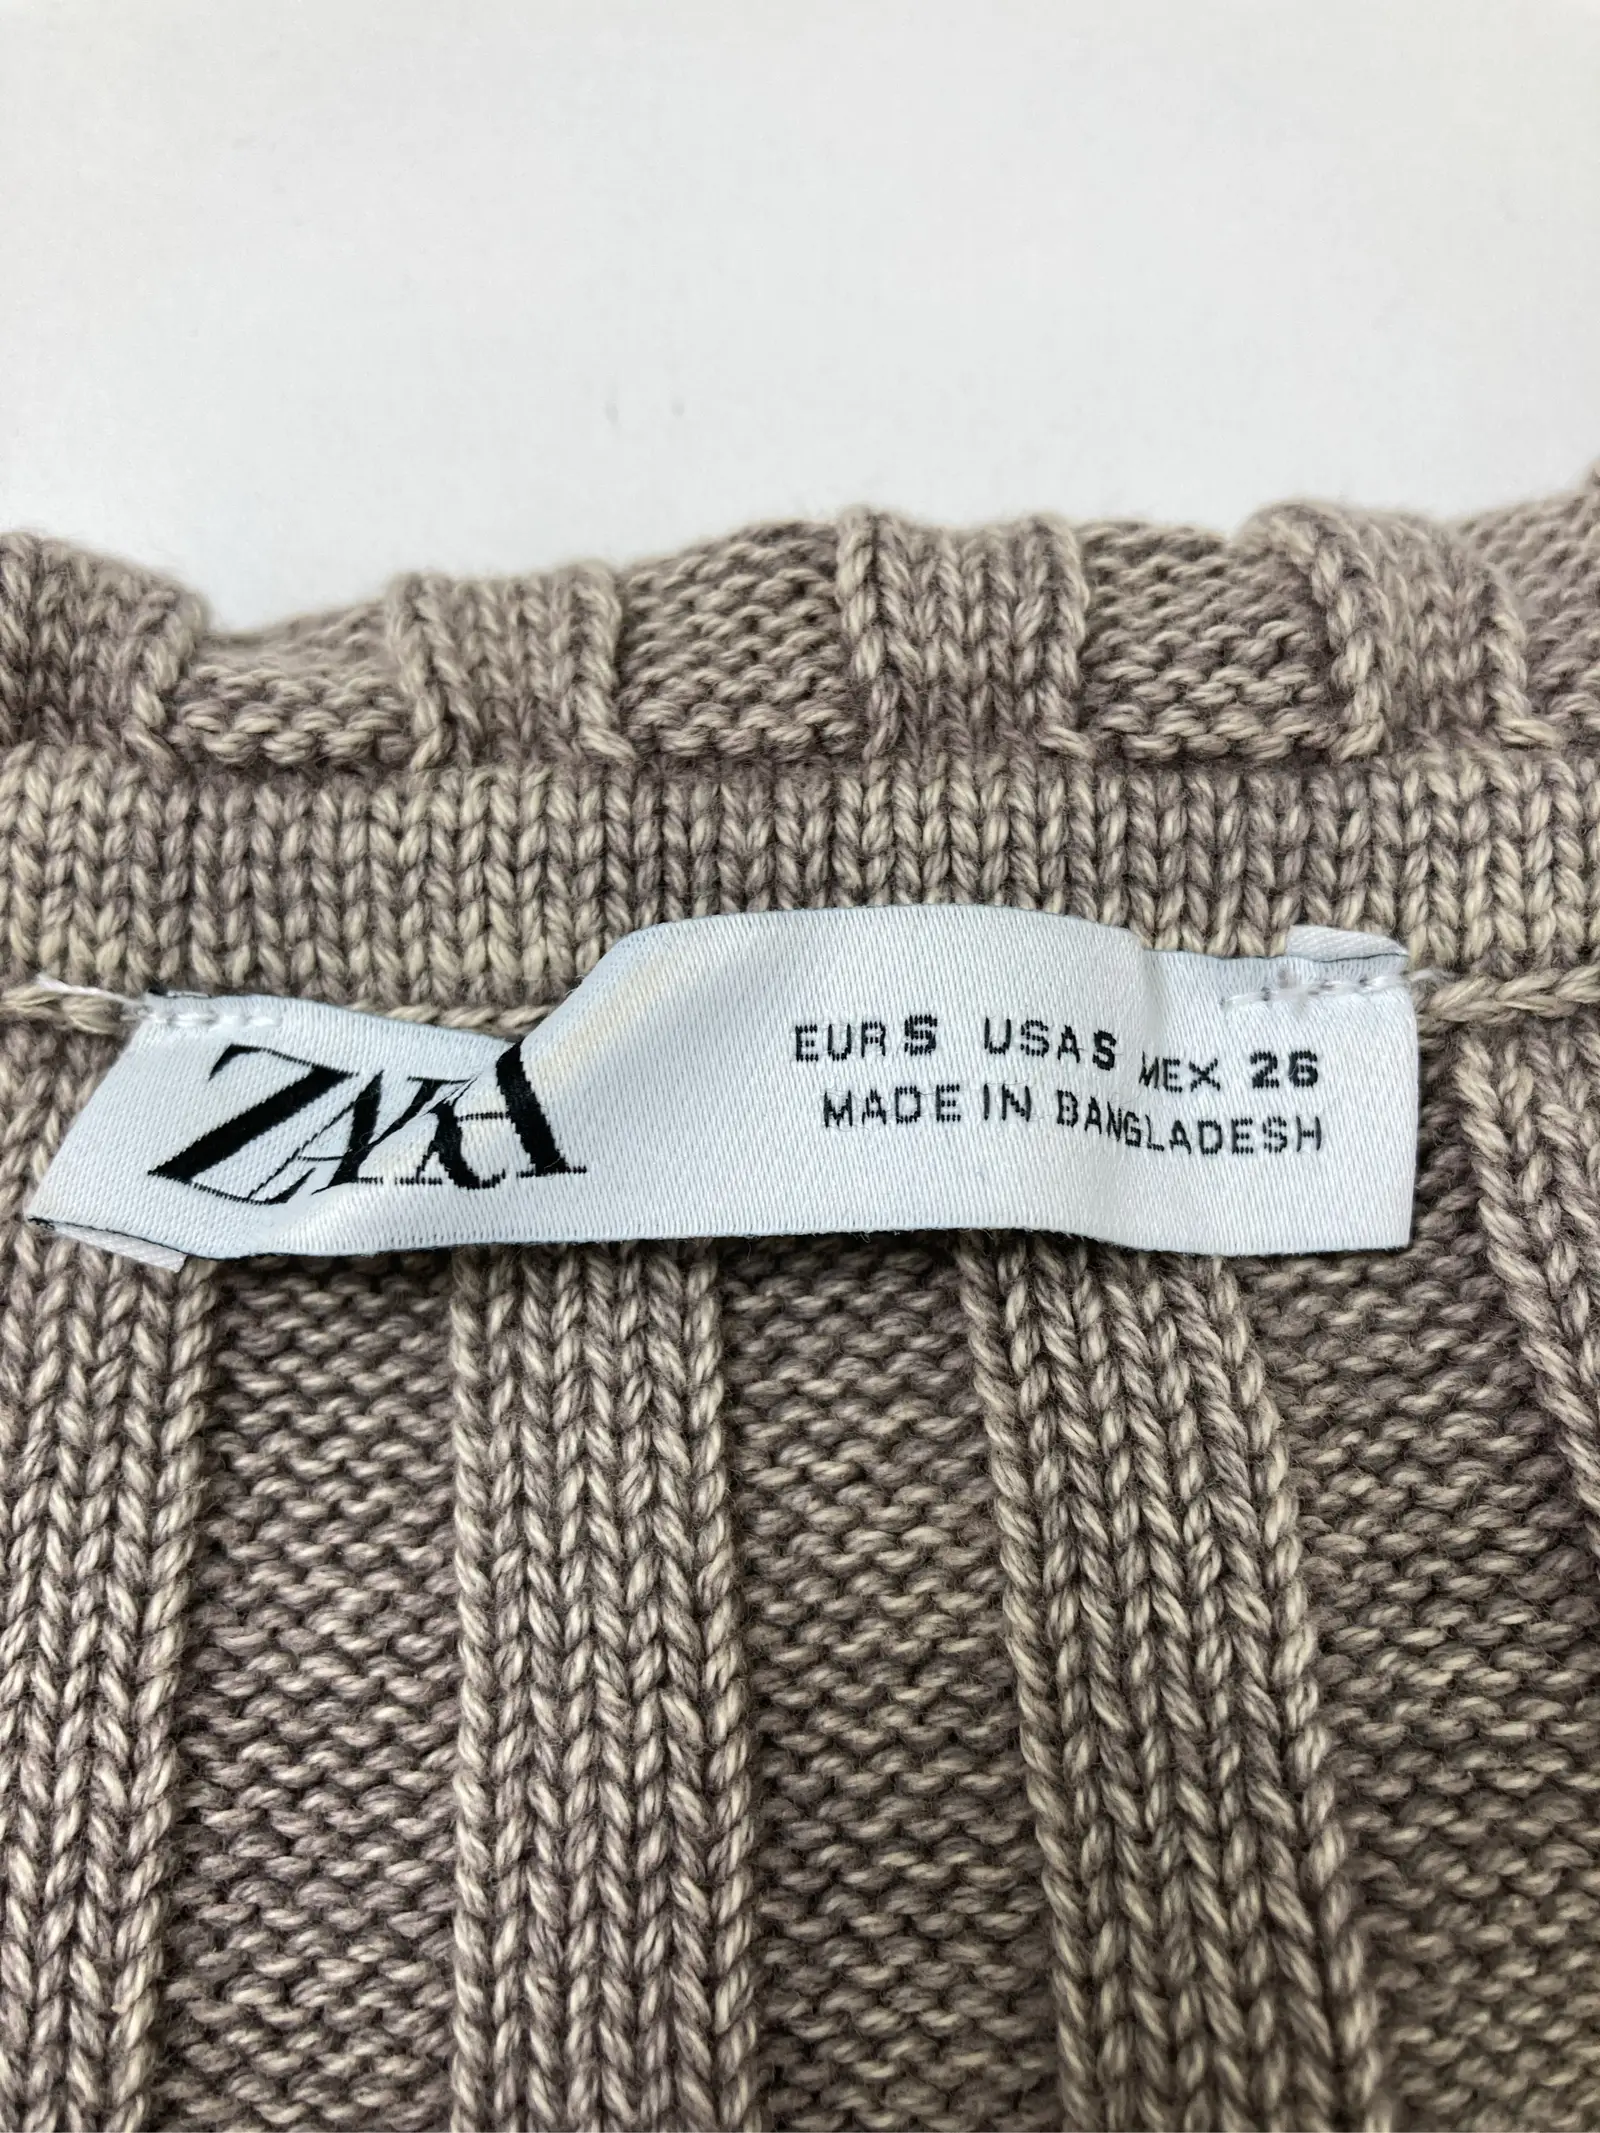 ZARA
EUR S USA S MEX 26
MADE IN BANGLADESH